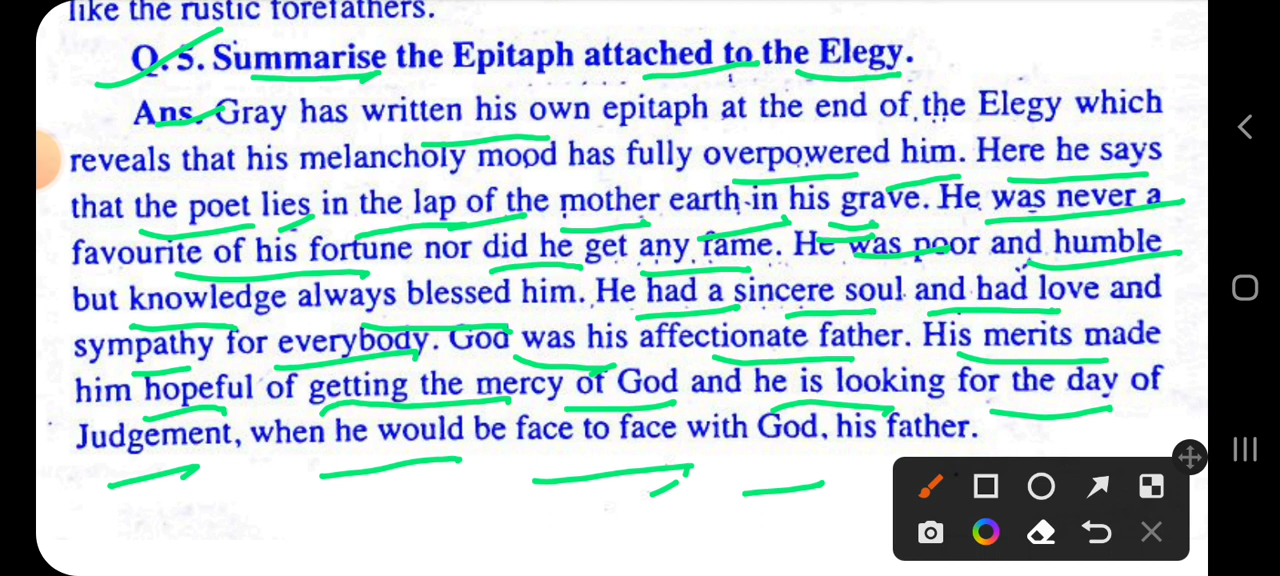 like the rustic forefathers.
Q. 5. Summarise the Epitaph attached to the Elegy.
Ans. Gray has written his own epitaph at the end of the Elegy which
reveals that his melancholy mood has fully overpowered him. Here he says
that the poet lies in the lap of the mother earth in his grave. He was never a
favourite of his fortune nor did he get any fame. He was poor and humble
but knowledge always blessed him. He had a sincere soul and had love and
sympathy for everybody. God was his affectionate father. His merits made
him hopeful of getting the mercy of God and he is looking for the day of
Judgement, when he would be face to face with God, his father.